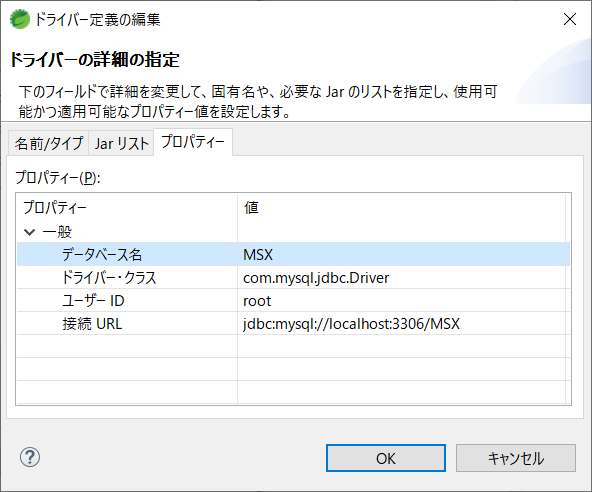 ドライバー定義の編集
ドライバーの詳細の指定
下のフィールドで詳細を変更して、固有名や、必要な Jar のリストを指定し、使用可
能かつ適用可能なプロパティー値を設定します。
名前/タイプ Jar リスト プロパティー
プロパティー(P):
プロパティー 値
一般
データベース名 MSX
ドライバー・クラス com.mysql.jdbc.Driver
ユーザー ID root
接続 URL jdbc:mysql://localhost:3306/MSX
? OK キャンセル